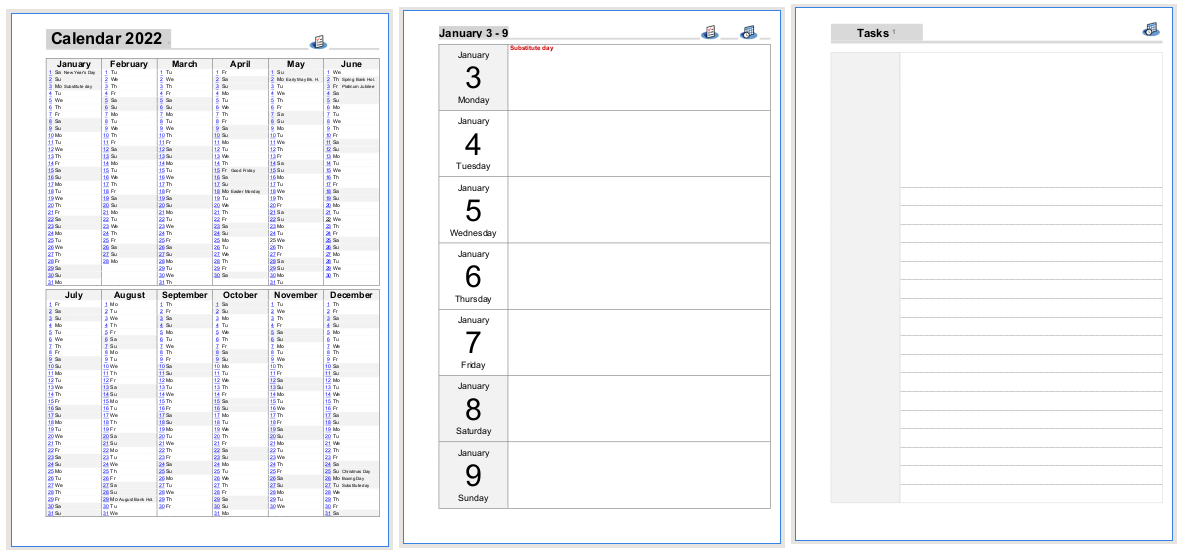 Calendar 2022
January February March April May June
1 Sa New Year's Day 1 Tu 1 Tu 1 Fr 1 Su 1 We
2 Su 2 We 2 We 2 Sa 2 Mo Early May Bk. H. 2 Th Spring Bank Hol.
3 Mo Substitute day 3 Th 3 Th 3 Su 3 Tu 3 Fr Platinum Jubilee
4 Tu 4 Fr 4 Fr 4 Mo 4 We 4 Sa
5 We 5 Sa 5 Sa 5 Tu 5 Th 5 Su
6 Th 6 Su 6 Su 6 We 6 Fr 6 Mo
7 Fr 7 Mo 7 Mo 7 Th 7 Sa 7 Tu
8 Sa 8 Tu 8 Tu 8 Fr 8 Su 8 We
9 Su 9 We 9 We 9 Sa 9 Mo 9 Th
10 Mo 10 Th 10 Th 10 Su 10 Tu 10 Fr
11 Tu 11 Fr 11 Fr 11 Mo 11 We 11 Sa
12 We 12 Sa 12 Sa 12 Tu 12 Th 12 Su
13 Th 13 Su 13 Su 13 We 13 Fr 13 Mo
14 Fr 14 Mo 14 Mo 14 Th 14 Sa 14 Tu
15 Sa 15 Tu 15 Tu 15 Fr Good Friday 15 Su 15 We
16 Su 16 We 16 We 16 Sa 16 Mo 16 Th
17 Mo 17 Th 17 Th 17 Su 17 Tu 17 Fr
18 Tu 18 Fr 18 Fr 18 Mo Easter Monday 18 We 18 Sa
19 We 19 Sa 19 Sa 19 Tu 19 Th 19 Su
20 Th 20 Su 20 Su 20 We 20 Fr 20 Mo
21 Fr 21 Mo 21 Mo 21 Th 21 Sa 21 Tu
22 Sa 22 Tu 22 Tu 22 Fr 22 Su 22 We
23 Su 23 We 23 We 23 Sa 23 Mo 23 Th
24 Mo 24 Th 24 Th 24 Su 24 Tu 24 Fr
25 Tu 25 Fr 25 Fr 25 Mo 25 We 25 Sa
26 We 26 Sa 26 Sa 26 Tu 26 Th 26 Su
27 Th 27 Su 27 Su 27 We 27 Fr 27 Mo
28 Fr 28 Mo 28 Mo 28 Th 28 Sa 28 Tu
29 Sa 29 Tu 29 Fr 29 Su 29 We
30 Su 30 We 30 Sa 30 Mo 30 Th
31 Mo 31 Th 31 Tu
July August September October November December
1 Fr 1 Mo 1 Th 1 Sa 1 Tu 1 Th
2 Sa 2 Tu 2 Fr 2 Su 2 We 2 Fr
3 Su 3 We 3 Sa 3 Mo 3 Th 3 Sa
4 Mo 4 Th 4 Su 4 Tu 4 Fr 4 Su
5 Tu 5 Fr 5 Mo 5 We 5 Sa 5 Mo
6 We 6 Sa 6 Tu 6 Th 6 Su 6 Tu
7 Th 7 Su 7 We 7 Fr 7 Mo 7 We
8 Fr 8 Mo 8 Th 8 Sa 8 Tu 8 Th
9 Sa 9 Tu 9 Fr 9 Su 9 We 9 Fr
10 Su 10 We 10 Sa 10 Mo 10 Th 10 Sa
11 Mo 11 Th 11 Su 11 Tu 11 Fr 11 Su
12 Tu 12 Fr 12 Mo 12 We 12 Sa 12 Mo
13 We 13 Sa 13 Tu 13 Th 13 Su 13 Tu
14 Th 14 Su 14 We 14 Fr 14 Mo 14 We
15 Fr 15 Mo 15 Th 15 Sa 15 Tu 15 Th
16 Sa 16 Tu 16 Fr 16 Su 16 We 16 Fr
17 Su 17 We 17 Sa 17 Mo 17 Th 17 Sa
18 Mo 18 Th 18 Su 18 Tu 18 Fr 18 Su
19 Tu 19 Fr 19 Mo 19 We 19 Sa 19 Mo
20 We 20 Sa 20 Tu 20 Th 20 Su 20 Tu
21 Th 21 Su 21 We 21 Fr 21 Mo 21 We
22 Fr 22 Mo 22 Th 22 Sa 22 Tu 22 Th
23 Sa 23 Tu 23 Fr 23 Su 23 We 23 Fr
24 Su 24 We 24 Sa 24 Mo 24 Th 24 Sa
25 Mo 25 Th 25 Su 25 Tu 25 Fr 25 Su Christmas Day
26 Tu 26 Fr 26 Mo 26 We 26 Sa 26 Mo Boxing Day
27 We 27 Sa 27 Tu 27 Th 27 Su 27 Tu Substitute day
28 Th 28 Su 28 We 28 Fr 28 Mo 28 We
29 Fr 29 Mo August Bank Hol. 29 Th 29 Sa 29 Tu 29 Th
30 Sa 30 Tu 30 Fr 30 Su 30 We 30 Fr
31 Su 31 We 31 Mo 31 Sa
January 3 - 9
Substitute day
January
3
Monday
January
4
Tuesday
January
5
Wednesday
January
6
Thursday
January
7
Friday
January
8
Saturday
January
9
Sunday
Tasks 1